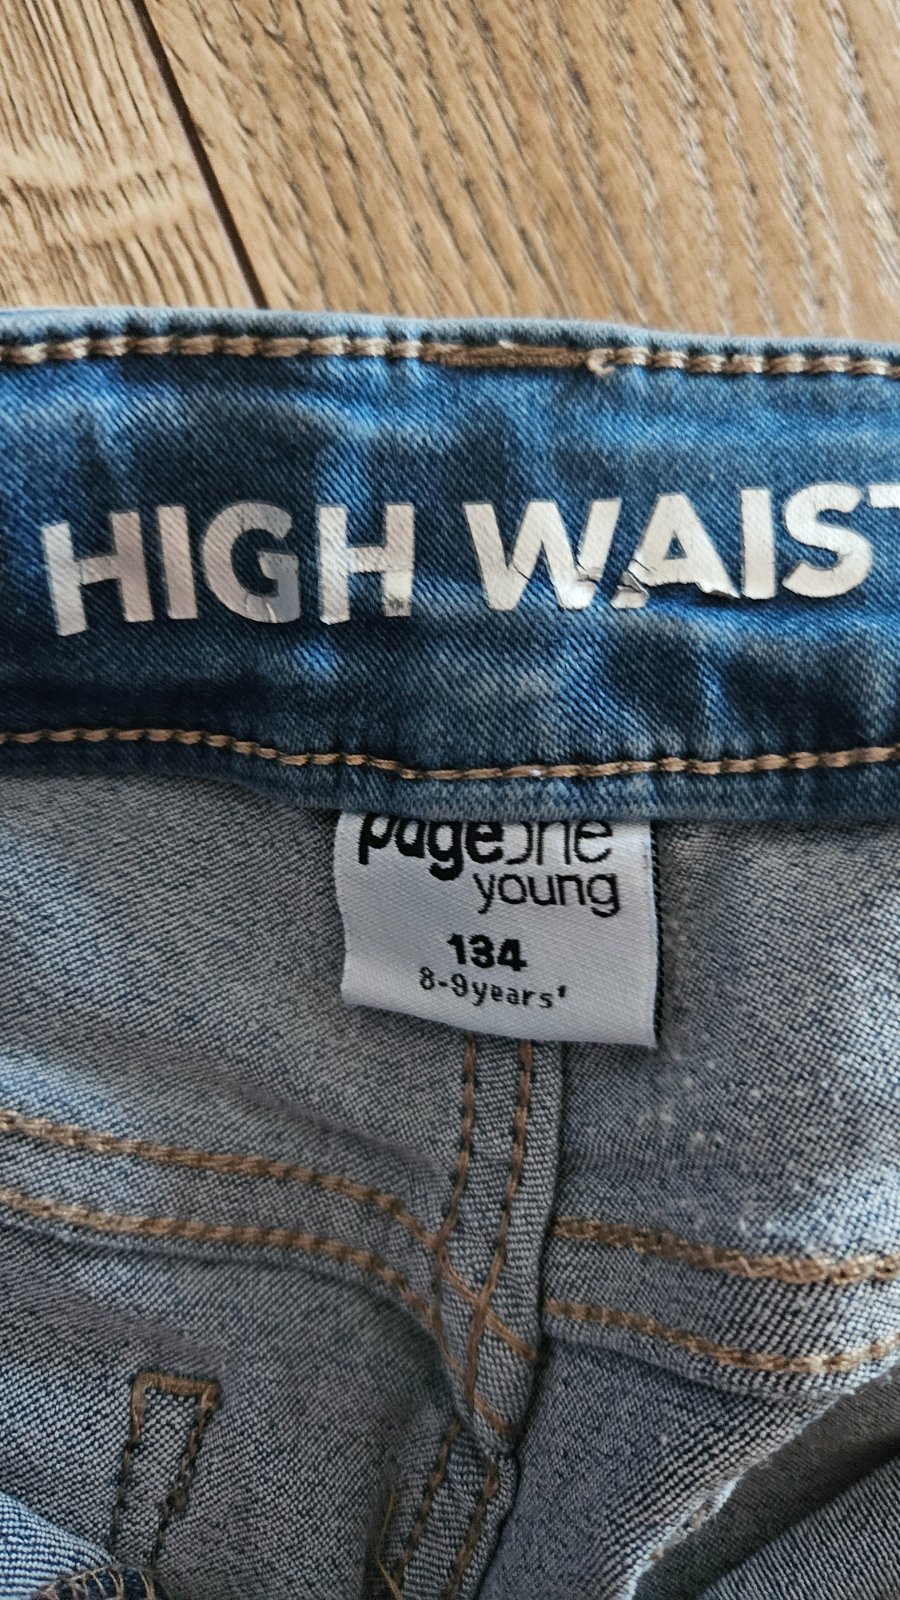 HIGH WAIST
pageone
young
134
8-9years'